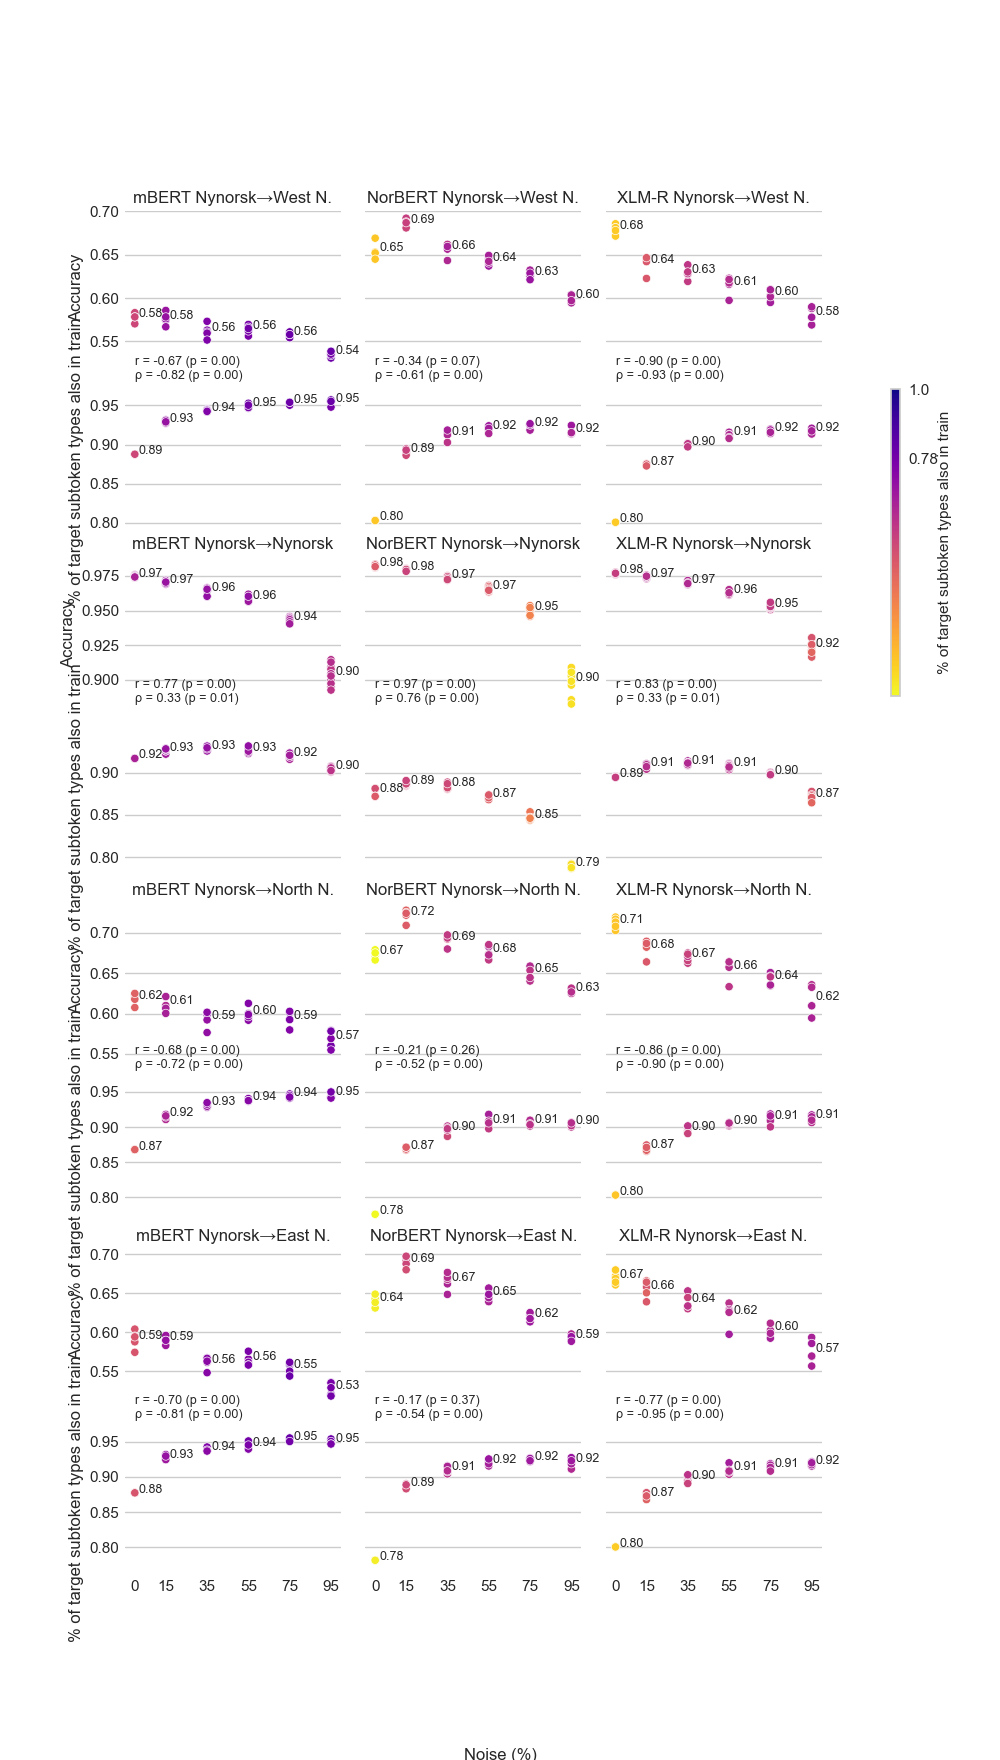 mBERT Nynorsk→West N. NorBERT Nynorsk→West N. XLM-R Nynorsk→West N.
Accuracy
0.70
0.65
0.60
0.55
0.58 0.58 0.56 0.56 0.56 0.54
r = -0.67 (p = 0.00)
ρ = -0.82 (p = 0.00)
0.65 0.69 0.66 0.64 0.63 0.60
r = -0.34 (p = 0.07)
ρ = -0.61 (p = 0.00)
0.68 0.64 0.63 0.61 0.60 0.58
r = -0.90 (p = 0.00)
ρ = -0.93 (p = 0.00)
% of target subtoken types also in train
0.95
0.90
0.85
0.80
0.89 0.93 0.94 0.95 0.95 0.95
0.80 0.89 0.91 0.92 0.92 0.92
0.80 0.87 0.90 0.91 0.92 0.92
mBERT Nynorsk→Nynorsk NorBERT Nynorsk→Nynorsk XLM-R Nynorsk→Nynorsk
Accuracy
0.975
0.950
0.925
0.900
0.97 0.97 0.96 0.96 0.94 0.90
r = 0.77 (p = 0.00)
ρ = 0.33 (p = 0.01)
0.98 0.98 0.97 0.97 0.95 0.90
r = 0.97 (p = 0.00)
ρ = 0.76 (p = 0.00)
0.98 0.97 0.97 0.96 0.95 0.92
r = 0.83 (p = 0.00)
ρ = 0.33 (p = 0.01)
% of target subtoken types also in train
0.90
0.85
0.80
0.92 0.93 0.93 0.93 0.92 0.90
0.88 0.89 0.88 0.87 0.85 0.79
0.89 0.91 0.91 0.91 0.90 0.87
mBERT Nynorsk→North N. NorBERT Nynorsk→North N. XLM-R Nynorsk→North N.
Accuracy
0.70
0.65
0.60
0.55
0.62 0.61 0.59 0.60 0.59 0.57
r = -0.68 (p = 0.00)
ρ = -0.72 (p = 0.00)
0.67 0.72 0.69 0.68 0.65 0.63
r = -0.21 (p = 0.26)
ρ = -0.52 (p = 0.00)
0.71 0.68 0.67 0.66 0.64 0.62
r = -0.86 (p = 0.00)
ρ = -0.90 (p = 0.00)
% of target subtoken types also in train
0.95
0.90
0.85
0.80
0.87 0.92 0.93 0.94 0.94 0.95
0.78 0.87 0.90 0.91 0.91 0.90
0.80 0.87 0.90 0.90 0.91 0.91
mBERT Nynorsk→East N. NorBERT Nynorsk→East N. XLM-R Nynorsk→East N.
Accuracy
0.70
0.65
0.60
0.55
0.59 0.59 0.56 0.56 0.55 0.53
r = -0.70 (p = 0.00)
ρ = -0.81 (p = 0.00)
0.64 0.69 0.67 0.65 0.62 0.59
r = -0.17 (p = 0.37)
ρ = -0.54 (p = 0.00)
0.67 0.66 0.64 0.62 0.60 0.57
r = -0.77 (p = 0.00)
ρ = -0.95 (p = 0.00)
% of target subtoken types also in train
0.95
0.90
0.85
0.80
0.88 0.93 0.94 0.94 0.95 0.95
0.78 0.89 0.91 0.92 0.92 0.92
0.80 0.87 0.90 0.91 0.91 0.92
0 15 35 55 75 95 0 15 35 55 75 95 0 15 35 55 75 95
Noise (%)
1.0
0.78
% of target subtoken types also in train